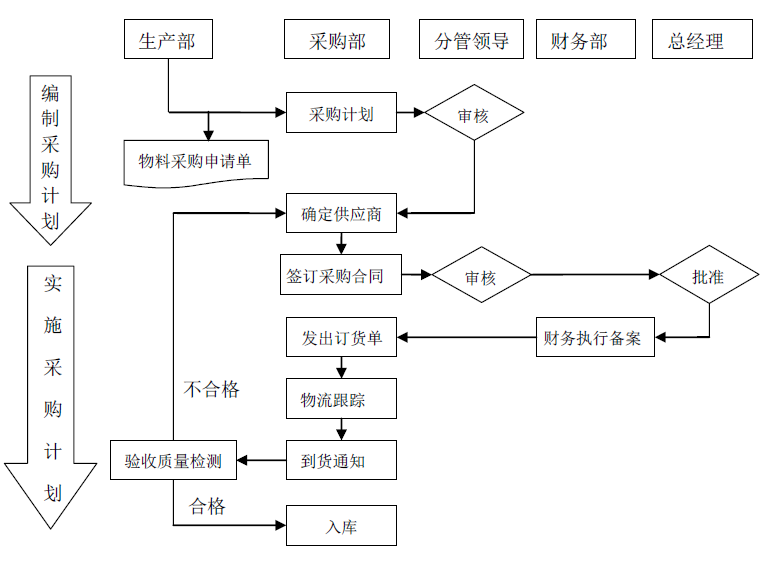 生产部
采购部
分管领导
财务部
总经理
编制采购计划
采购计划
审核
物料采购申请单
确定供应商
实施采购计划
签订采购合同
审核
批准
发出订货单
财务执行备案
不合格
物流跟踪
验收质量检测
到货通知
合格
入库